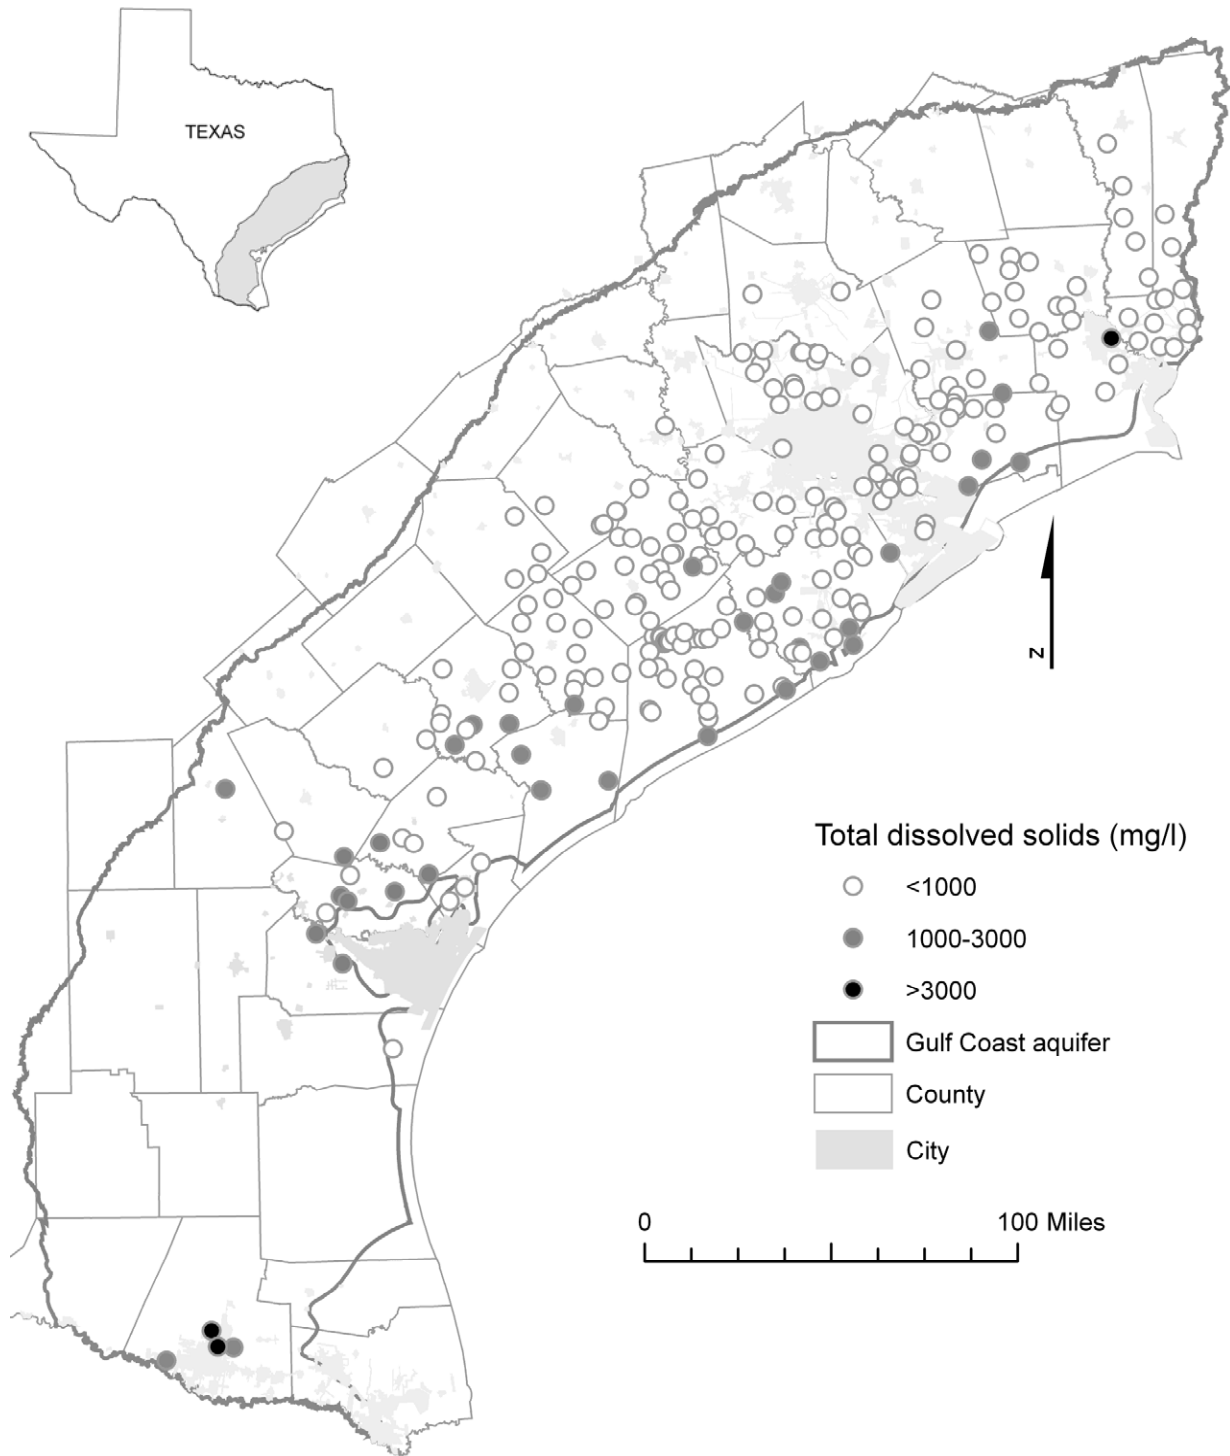 TEXAS
Total dissolved solids (mg/l)
<1000
1000-3000
>3000
Gulf Coast aquifer
County
City
N
0 100 Miles